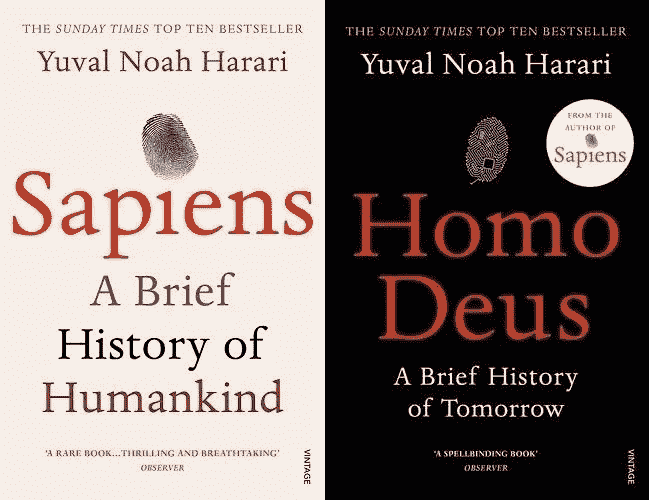 THE SUNDAY TIMES TOP TEN BESTSELLER
Yuval Noah Harari
Sapiens
A Brief
History of
Humankind
'A RARE BOOK...THRILLING AND BREATHTAKING'
OBSERVER
VINTAGE
THE SUNDAY TIMES TOP TEN BESTSELLER
Yuval Noah Harari
FROM THE
AUTHOR OF
Sapiens
Homo
Deus
A Brief History
of Tomorrow
'A SPELLBINDING BOOK'
OBSERVER
VINTAGE